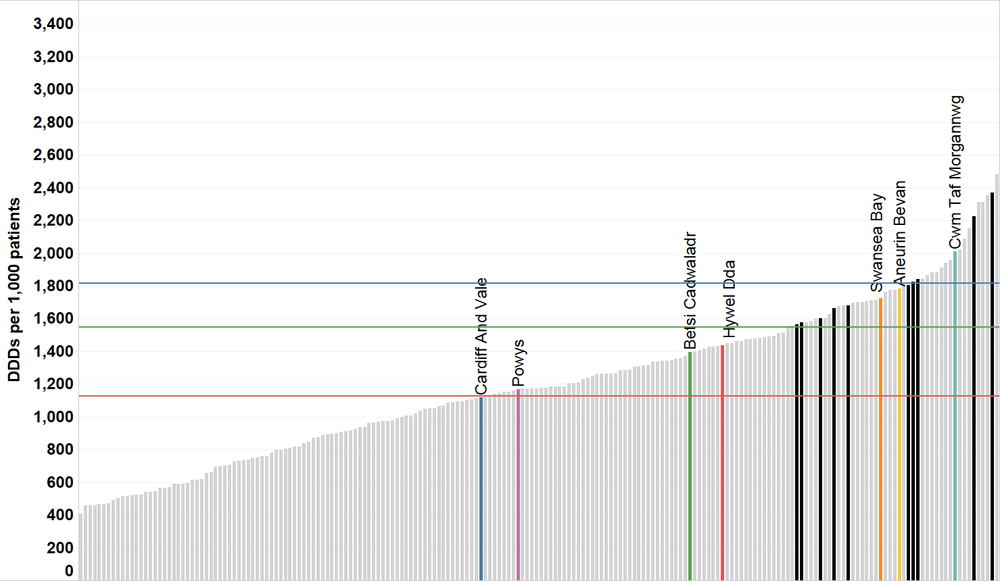 DDDs per 1,000 patients
3,400
3,200
3,000
2,800
2,600
2,400
2,200
2,000
1,800
1,600
1,400
1,200
1,000
800
600
400
200
0
Cardiff And Vale
Powys
Betsi Cadwaladr
Hywel Dda
Swansea Bay
Aneurin Bevan
Cwm Taf Morgannwg